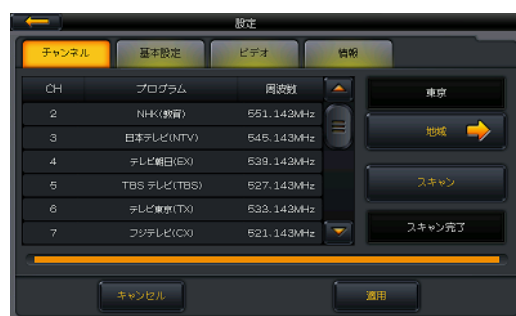 設定
チャンネル 基本設定 ビデオ 情報
CH プログラム 周波数
2 NHK(教育) 551.143MHz
3 日本テレビ(NTV) 545.143MHz
4 テレビ朝日(EX) 539.143MHz
5 TBS テレビ(TBS) 527.143MHz
6 テレビ東京(TX) 533.143MHz
7 フジテレビ(CX) 521.143MHz
東京
地域
スキャン
スキャン完了
キャンセル 適用